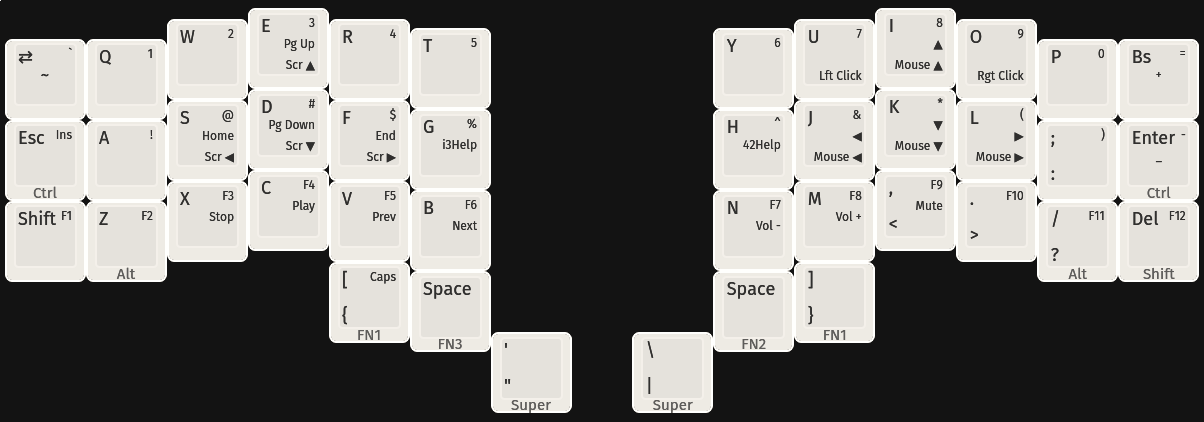 ⇄ `
~
Q 1
W 2
E 3
Pg Up
Scr ▲
R 4
T 5
Y 6
U 7
Lft Click
I 8
▲
Mouse ▲
O 9
Rgt Click
P 0
Bs =
+
Esc Ins
Ctrl
A !
S @
Home
Scr ◀
D #
Pg Down
Scr ▼
F $
End
Scr ▶
G %
i3Help
H ^
42Help
J &
◀
Mouse ◀
K *
▼
Mouse ▼
L (
▶
Mouse ▶
; )
:
Enter -
_
Ctrl
Shift F1
Z F2
Alt
X F3
Stop
C F4
Play
V F5
Prev
B F6
Next
N F7
Vol -
M F8
Vol +
, F9
Mute
<
. F10
>
/ F11
?
Alt
Del F12
Shift
[ Caps
{
FN1
Space
FN3
'
"
Super
\
|
Super
Space
FN2
]
}
FN1